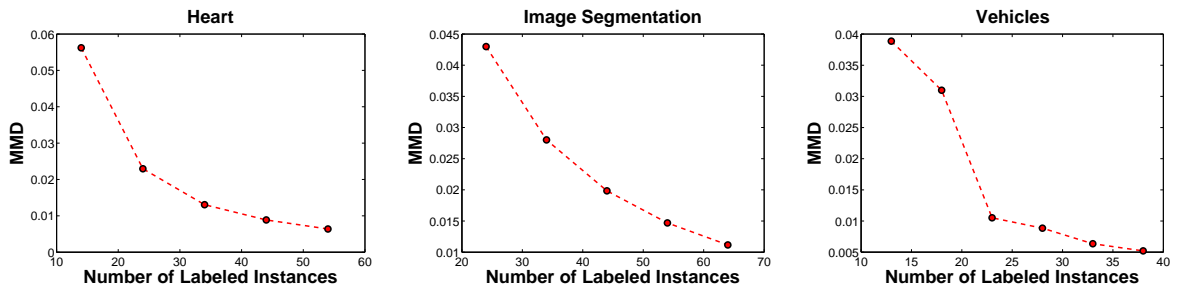 Heart
0.06
0.05
0.04
0.03
0.02
0.01
0
MMD
10 20 30 40 50 60
Number of Labeled Instances
Image Segmentation
0.045
0.04
0.035
0.03
0.025
0.02
0.015
0.01
MMD
20 30 40 50 60 70
Number of Labeled Instances
Vehicles
0.04
0.035
0.03
0.025
0.02
0.015
0.01
0.005
MMD
10 15 20 25 30 35 40
Number of Labeled Instances